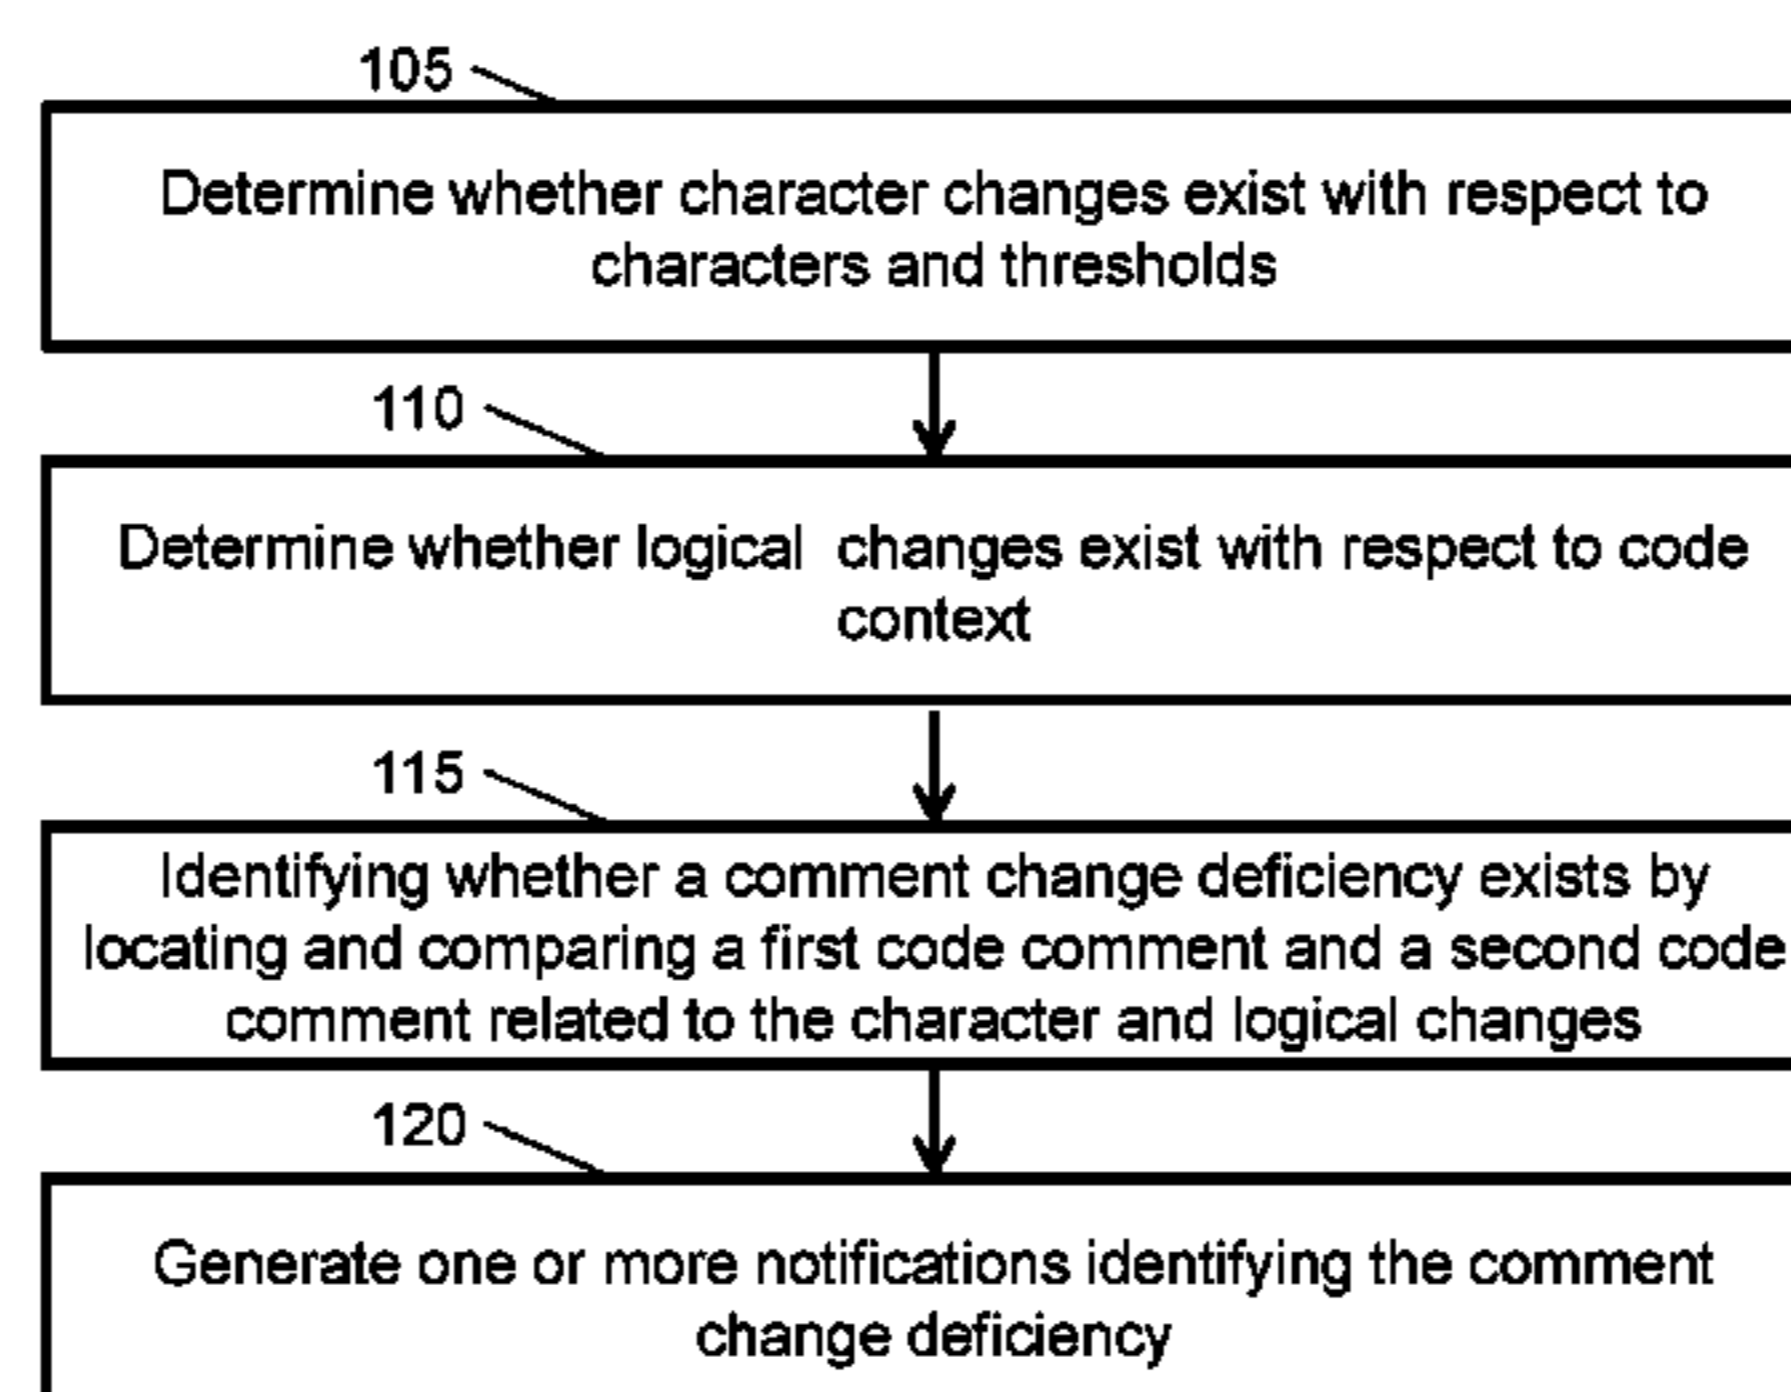 105
Determine whether character changes exist with respect to
characters and thresholds
110
Determine whether logical changes exist with respect to code
context
115
Identifying whether a comment change deficiency exists by
locating and comparing a first code comment and a second code
comment related to the character and logical changes
120
Generate one or more notifications identifying the comment
change deficiency